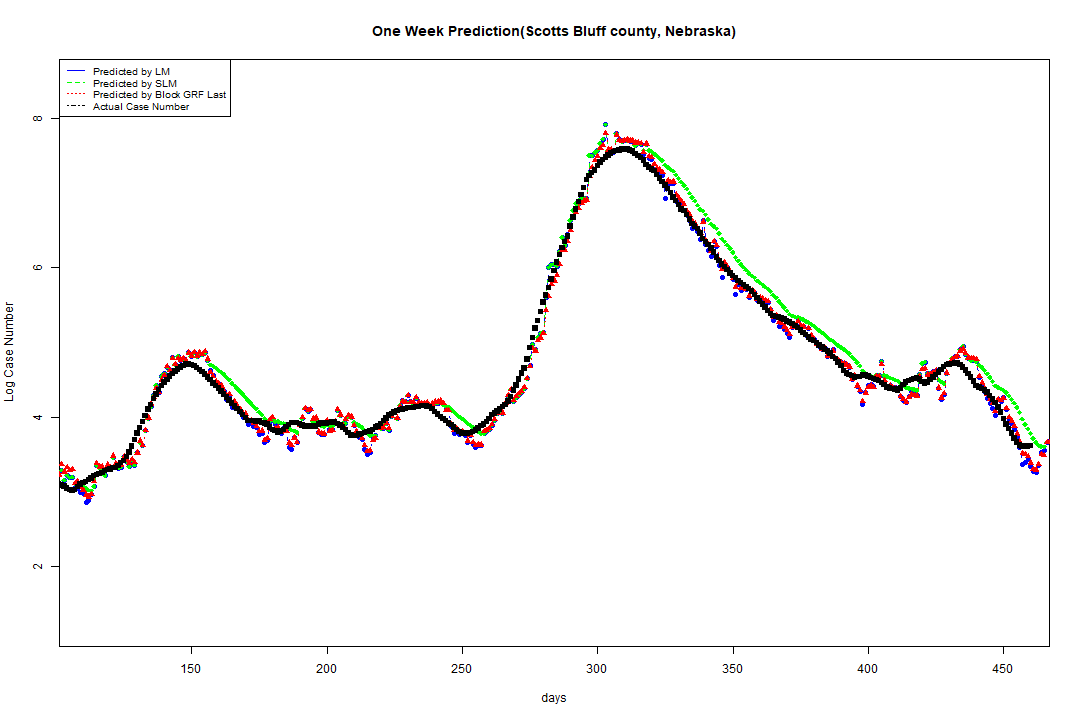 One Week Prediction(Scotts Bluff county, Nebraska)
Predicted by LM
Predicted by SLM
Predicted by Block GRF Last
Actual Case Number
Log Case Number
8
6
4
2
150 200 250 300 350 400 450
days